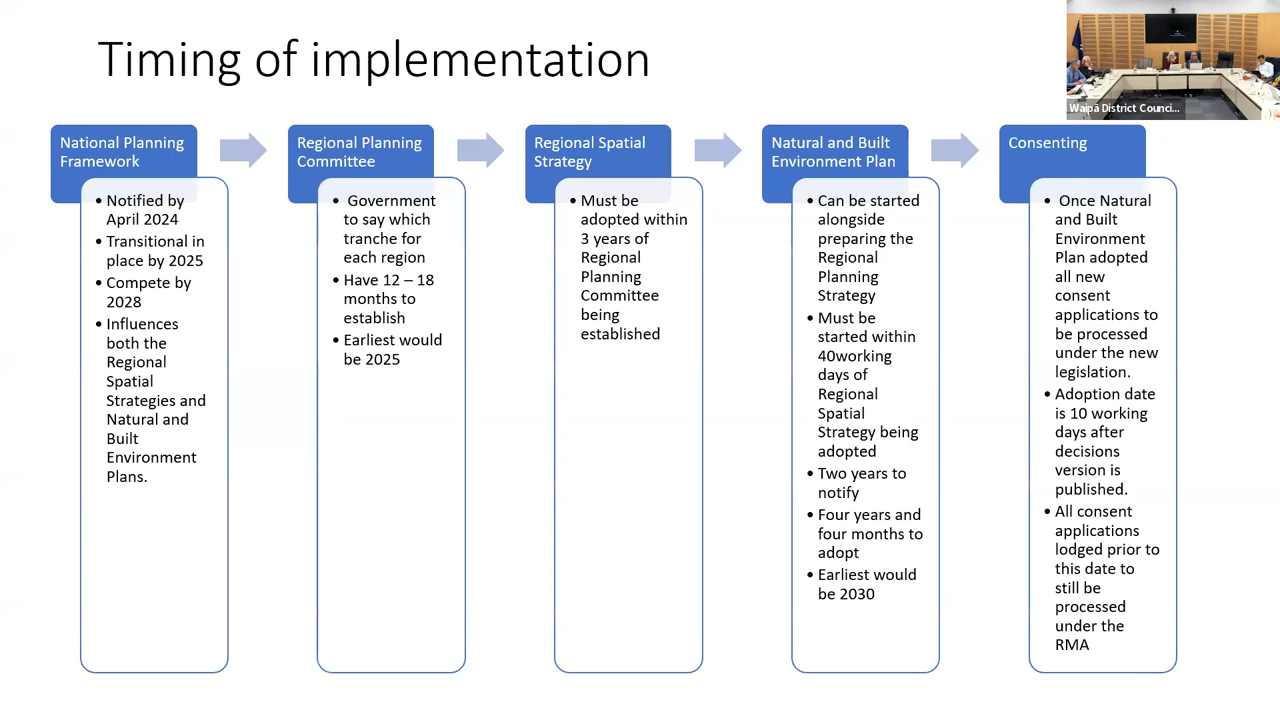 Timing of implementation
Waipā District Counci...
National Planning
Framework
• Notified by
April 2024
• Transitional in
place by 2025
• Compete by
2028
• Influences
both the
Regional
Spatial
Strategies and
Natural and
Built
Environment
Plans.
Regional Planning
Committee
• Government
to say which
tranche for
each region
• Have 12 – 18
months to
establish
• Earliest would
be 2025
Regional Spatial
Strategy
• Must be
adopted within
3 years of
Regional
Planning
Committee
being
established
Natural and Built
Environment Plan
• Can be started
alongside
preparing the
Regional
Planning
Strategy
• Must be
started within
40working
days of
Regional
Spatial
Strategy being
adopted
• Two years to
notify
• Four years and
four months to
adopt
• Earliest would
be 2030
Consenting
• Once Natural
and Built
Environment
Plan adopted
all new
consent
applications to
be processed
under the new
legislation.
• Adoption date
is 10 working
days after
decisions
version is
published.
• All consent
applications
lodged prior to
this date to
still be
processed
under the
RMA